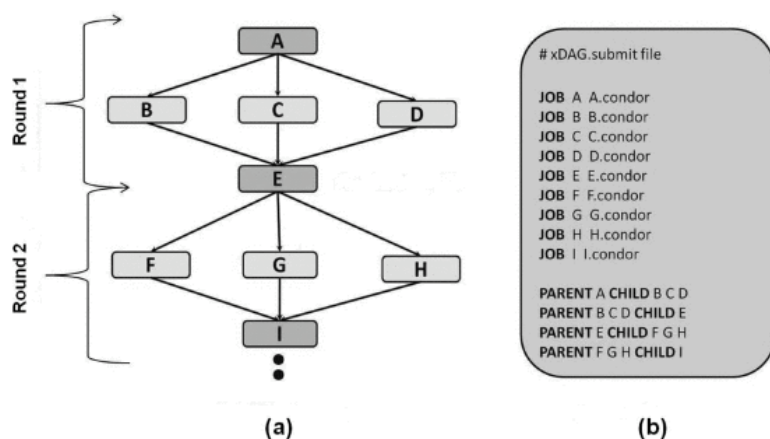 Round 1
A
B
C
D
E
Round 2
F
G
H
I
(a)
# xDAG.submit file
JOB A A.condor
JOB B B.condor
JOB C C.condor
JOB D D.condor
JOB E E.condor
JOB F F.condor
JOB G G.condor
JOB H H.condor
JOB I I.condor
PARENT A CHILD B C D
PARENT B C D CHILD E
PARENT E CHILD F G H
PARENT F G H CHILD I
(b)